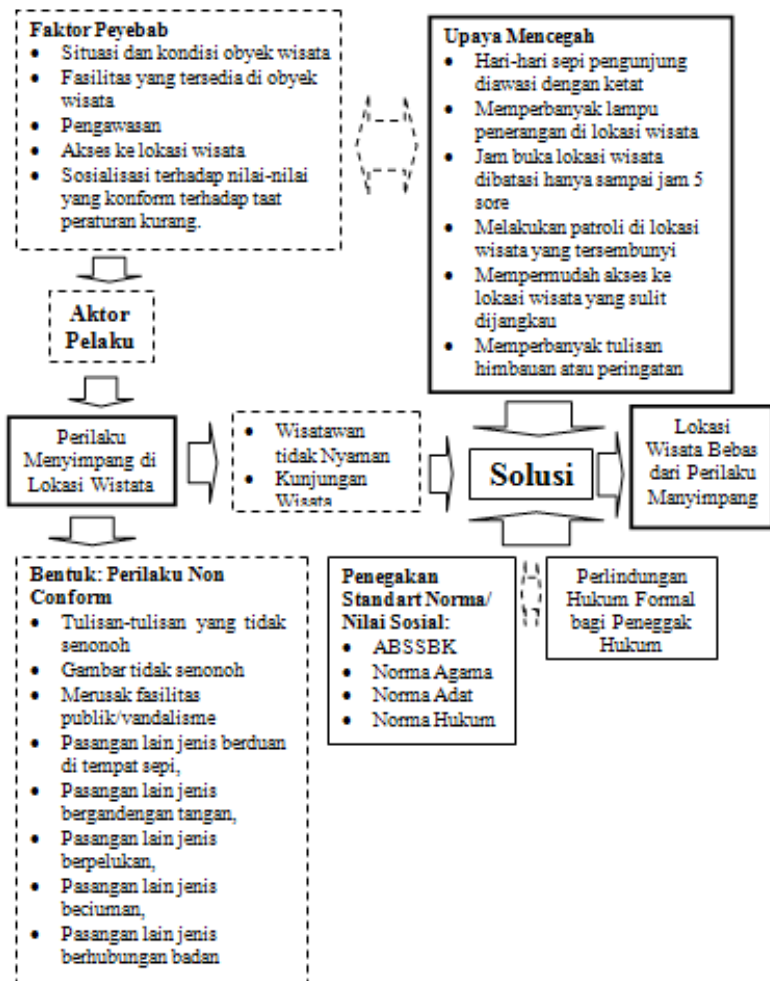 Faktor Peyebab
• Situasi dan kondisi obyek wisata
• Fasilitas yang tersedia di obyek
wisata
• Pengawasan
• Akses ke lokasi wisata
• Sosialisasi terhadap nilai-nilai
yang konform terhadap taat
peraturan kurang.
Upaya Mencegah
• Hari-hari sepi pengunjung
diawasi dengan ketat
• Memperbanyak lampu
penerangan di lokasi wisata
• Jam buka lokasi wisata
dibatasi hanya sampai jam 5
sore
• Melakukan patroli di lokasi
wisata yang tersembunyi
• Mempermudah akses ke
lokasi wisata yang sulit
dijangkau
• Memperbanyak tulisan
himbauan atau peringatan
Aktor
Pelaku
Perilaku
Menyimpang di
Lokasi Wistata
• Wisatawan
tidak Nyaman
• Kunjungan
Wisata
Solusi
Lokasi
Wisata Bebas
dari Perilaku
Manyimpang
Bentuk: Perilaku Non
Conform
• Tulisan-tulisan yang tidak
senonoh
• Gambar tidak senonoh
• Merusak fasilitas
publik/vandalisme
• Pasangan lain jenis berduan
di tempat sepi,
• Pasangan lain jenis
bergandengan tangan,
• Pasangan lain jenis
berpelukan,
• Pasangan lain jenis
beciuman,
• Pasangan lain jenis
berhubungan badan
Penegakan
Standart Norma/
Nilai Sosial:
• ABSSBK
• Norma Agama
• Norma Adat
• Norma Hukum
Perlindungan
Hukum Formal
bagi Peneggak
Hukum